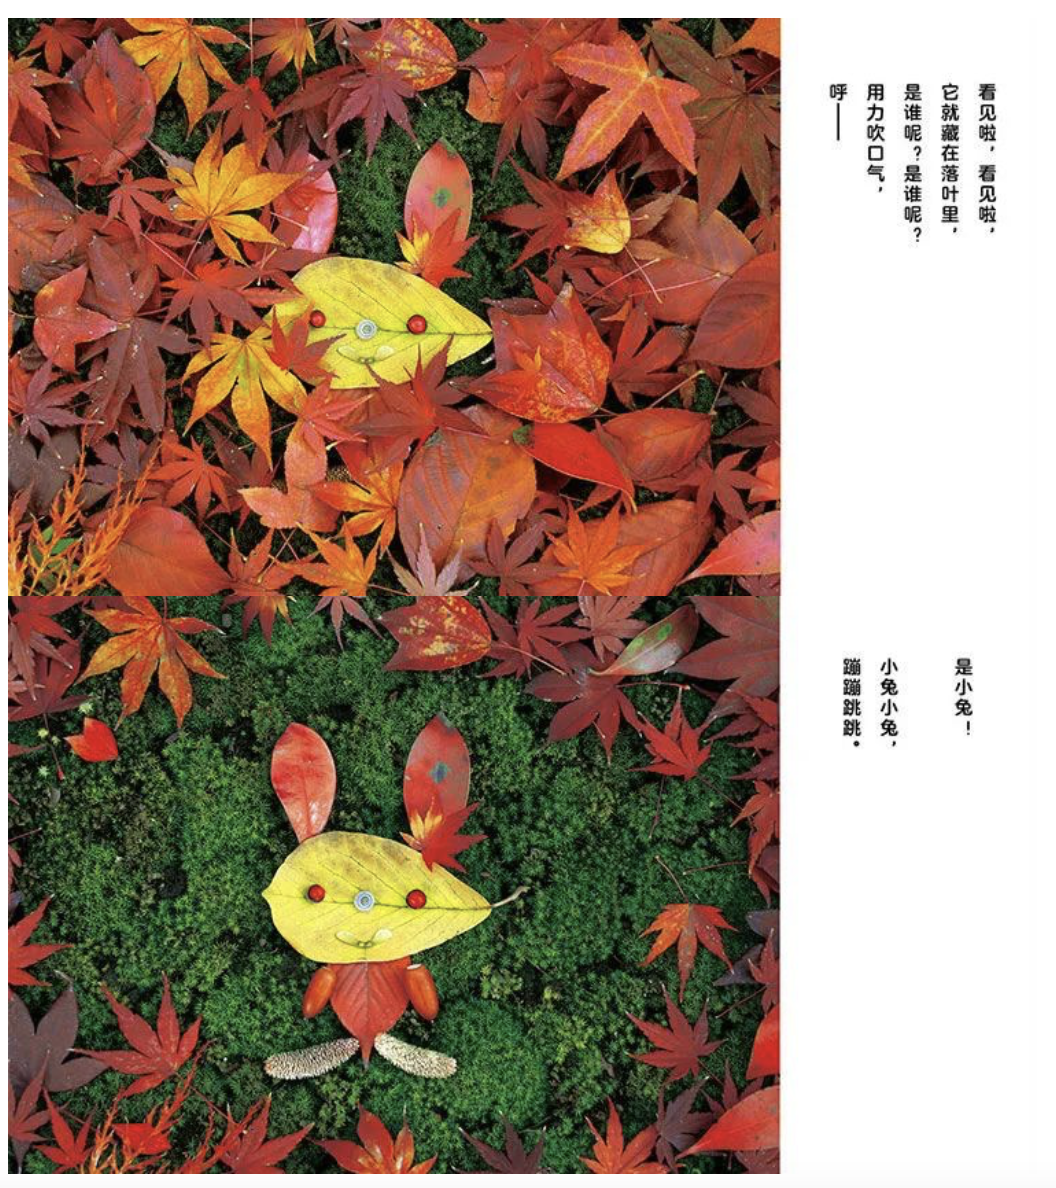 看见啦，看见啦，
它就藏在落叶里，
是谁呢？是谁呢？
用力吹口气，
呼——
是小兔！
小兔小兔，
蹦蹦跳跳。